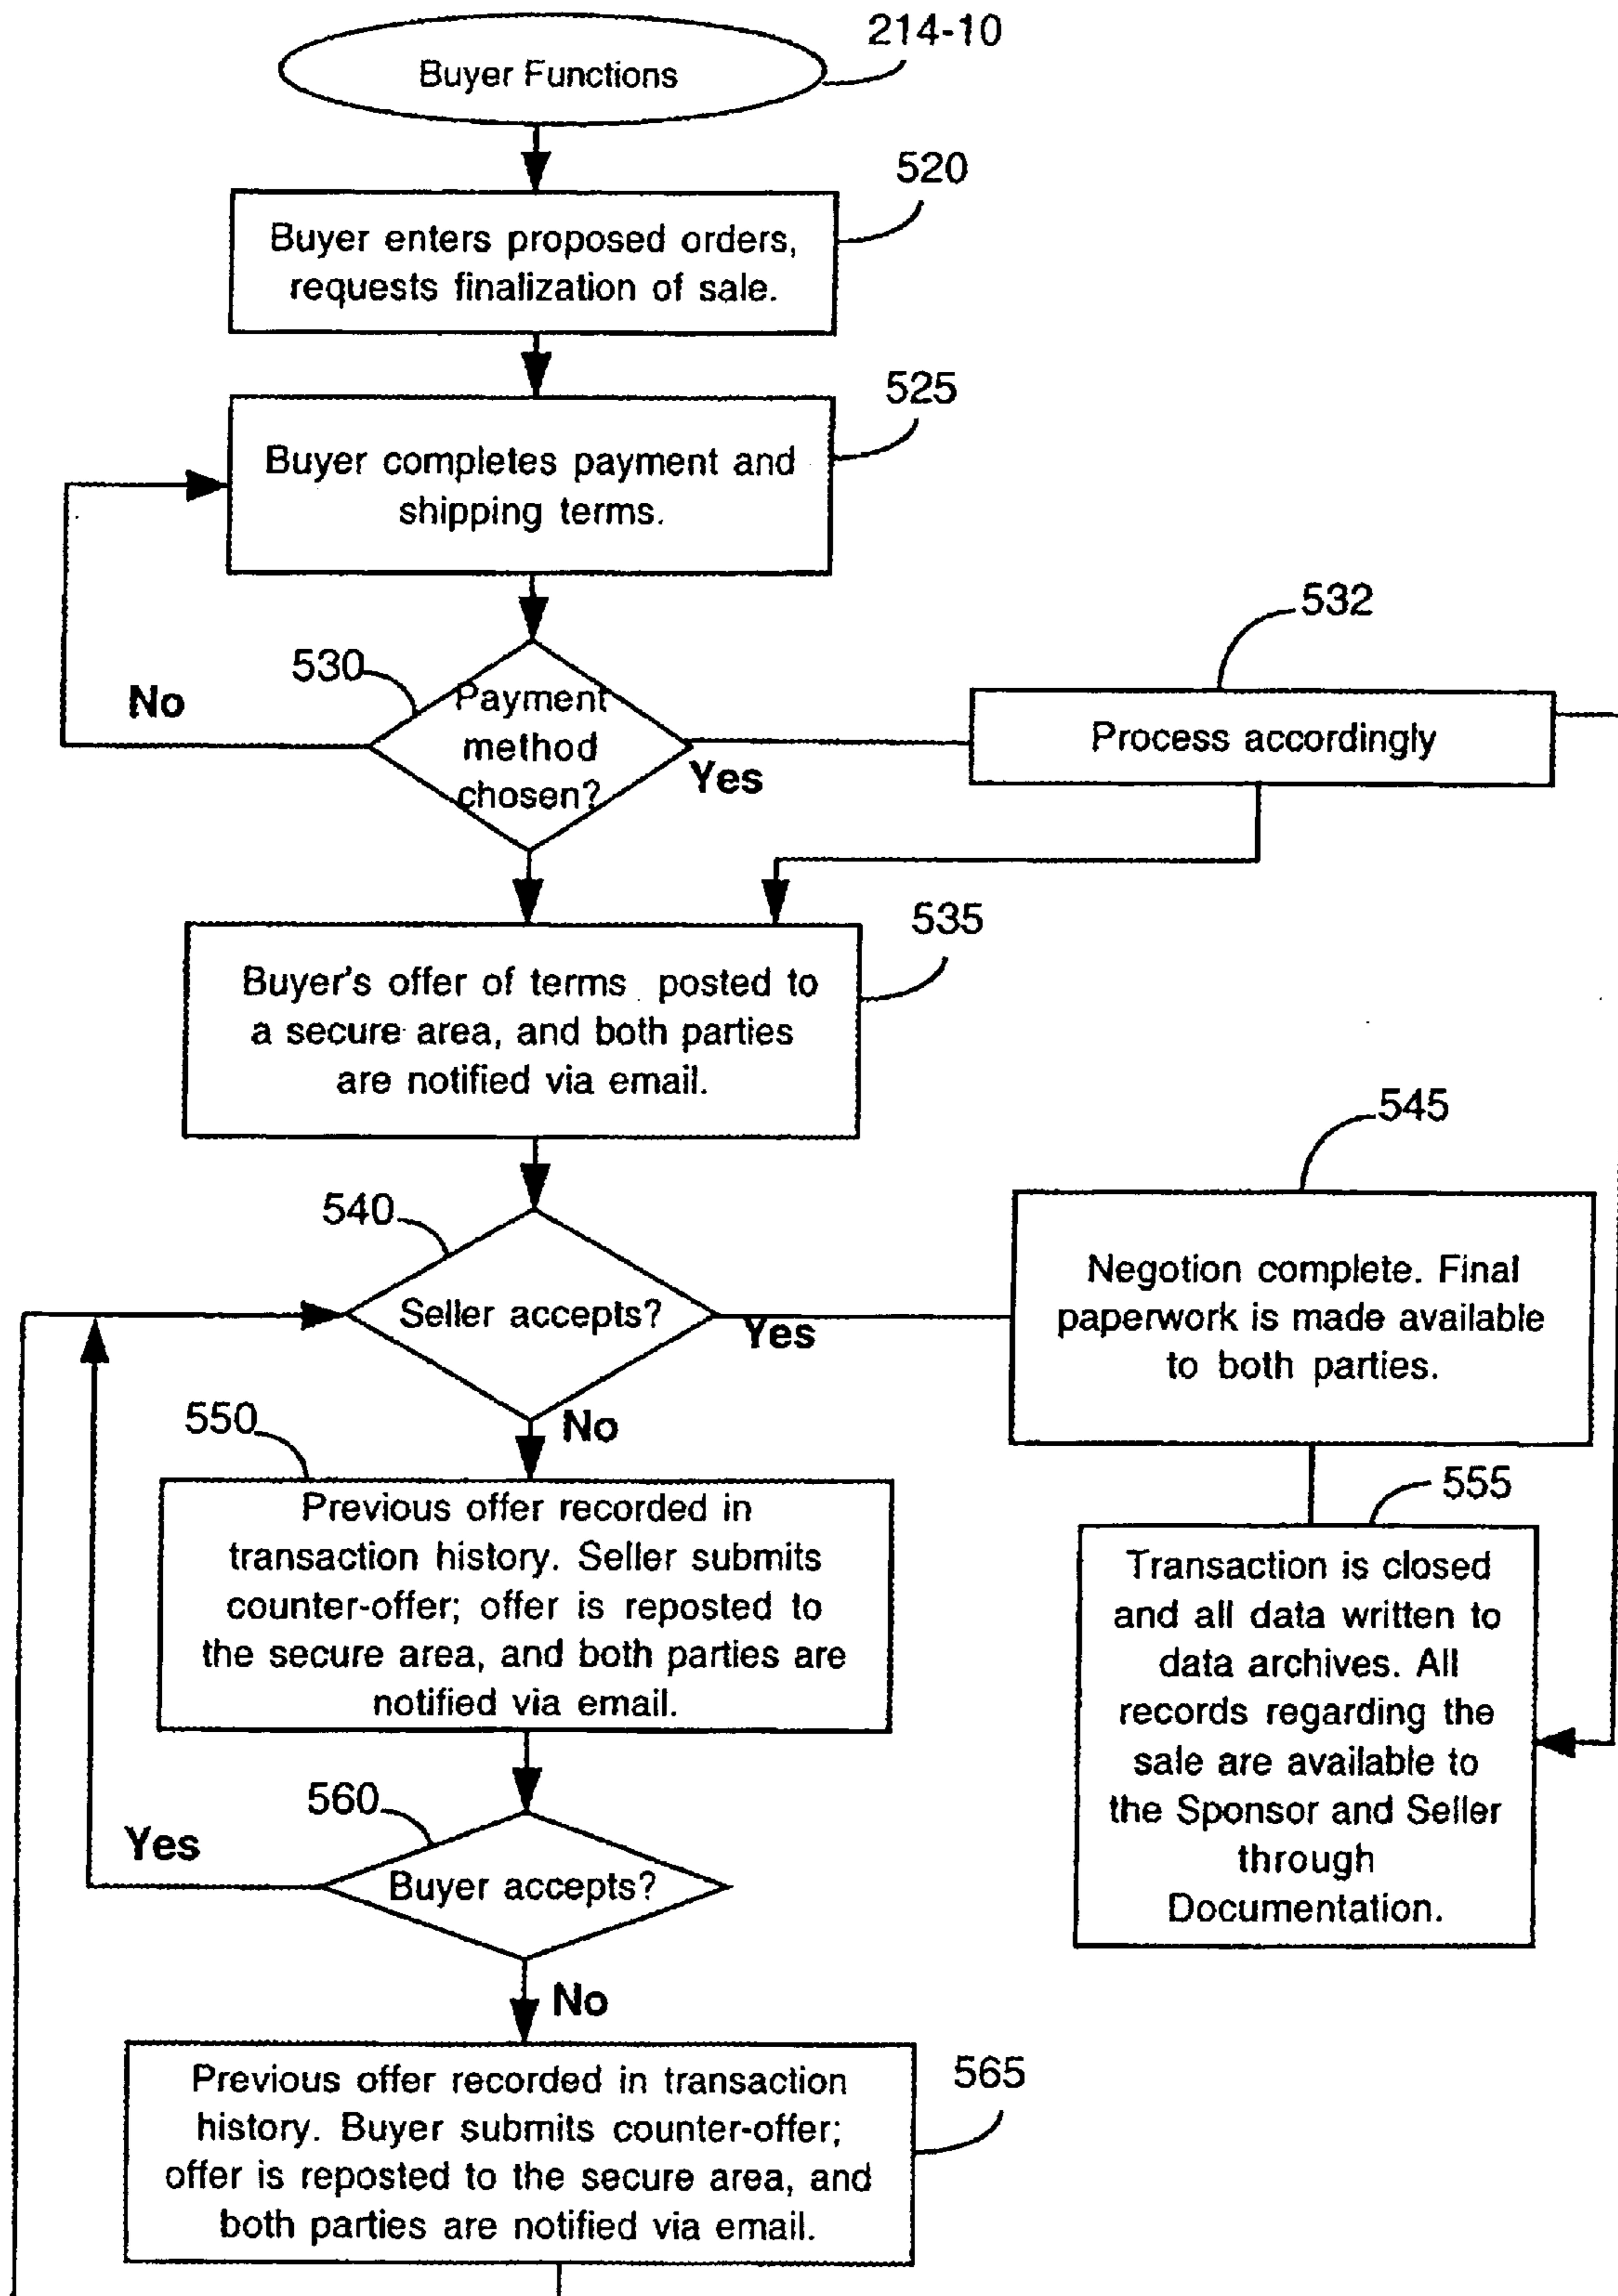 214-10
Buyer Functions
520
Buyer enters proposed orders,
requests finalization of sale.
525
Buyer completes payment and
shipping terms.
532
530
No
Payment
method
chosen?
Yes
Process accordingly
535
Buyer's offer of terms posted to
a secure area, and both parties
are notified via email.
545
540
Seller accepts?
Yes
Negotion complete. Final
paperwork is made available
to both parties.
No
550
Previous offer recorded in
transaction history. Seller submits
counter-offer; offer is reposted to
the secure area, and both parties are
notified via email.
555
Transaction is closed
and all data written to
data archives. All
records regarding the
sale are available to
the Sponsor and Seller
through
Documentation.
560
Yes
Buyer accepts?
No
565
Previous offer recorded in transaction
history. Buyer submits counter-offer;
offer is reposted to the secure area, and
both parties are notified via email.